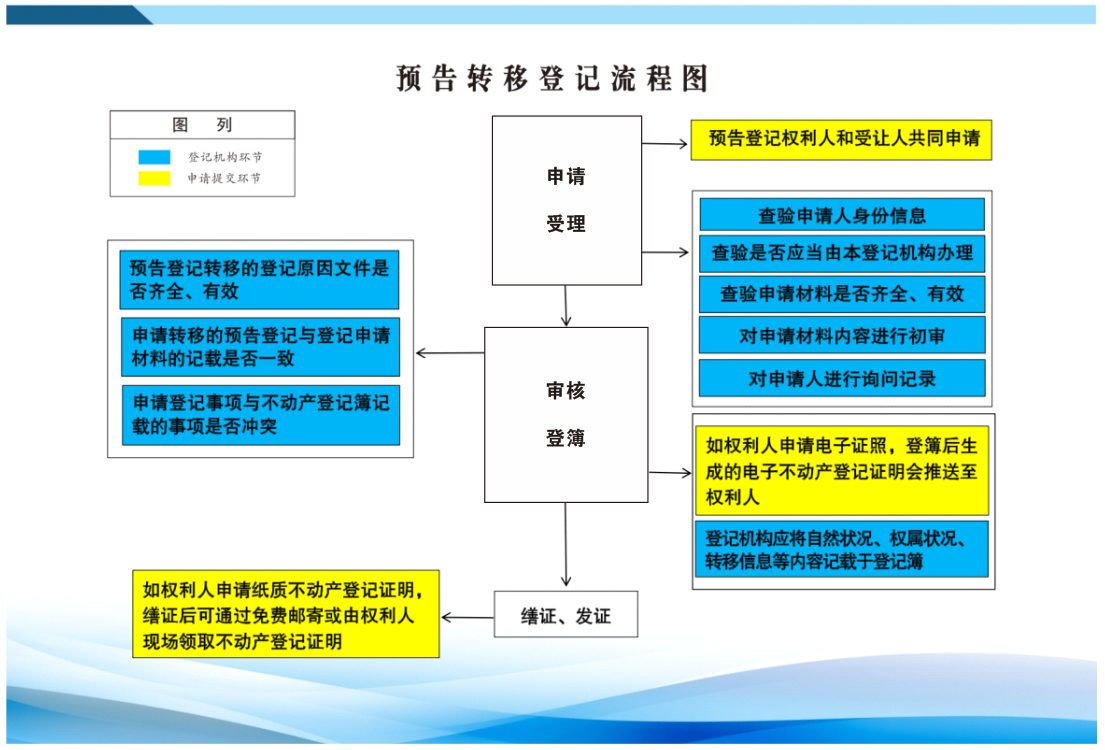 预告转移登记流程图
图 列
登记机构环节
申请提交环节
申请
受理
预告登记权利人和受让人共同申请
查验申请人身份信息
查验是否应当由本登记机构办理
查验申请材料是否齐全、有效
对申请材料内容进行初审
对申请人进行询问记录
预告登记转移的登记原因文件是
否齐全、有效
申请转移的预告登记与登记申请
材料的记载是否一致
申请登记事项与不动产登记簿记
载的事项是否冲突
审核
登簿
如权利人申请电子证照，登簿后生
成的电子不动产登记证明会推送至
权利人
登记机构应将自然状况、权属状况、
转移信息等内容记载于登记簿
缮证、发证
如权利人申请纸质不动产登记证明，
缮证后可通过免费邮寄或由权利人
现场领取不动产登记证明